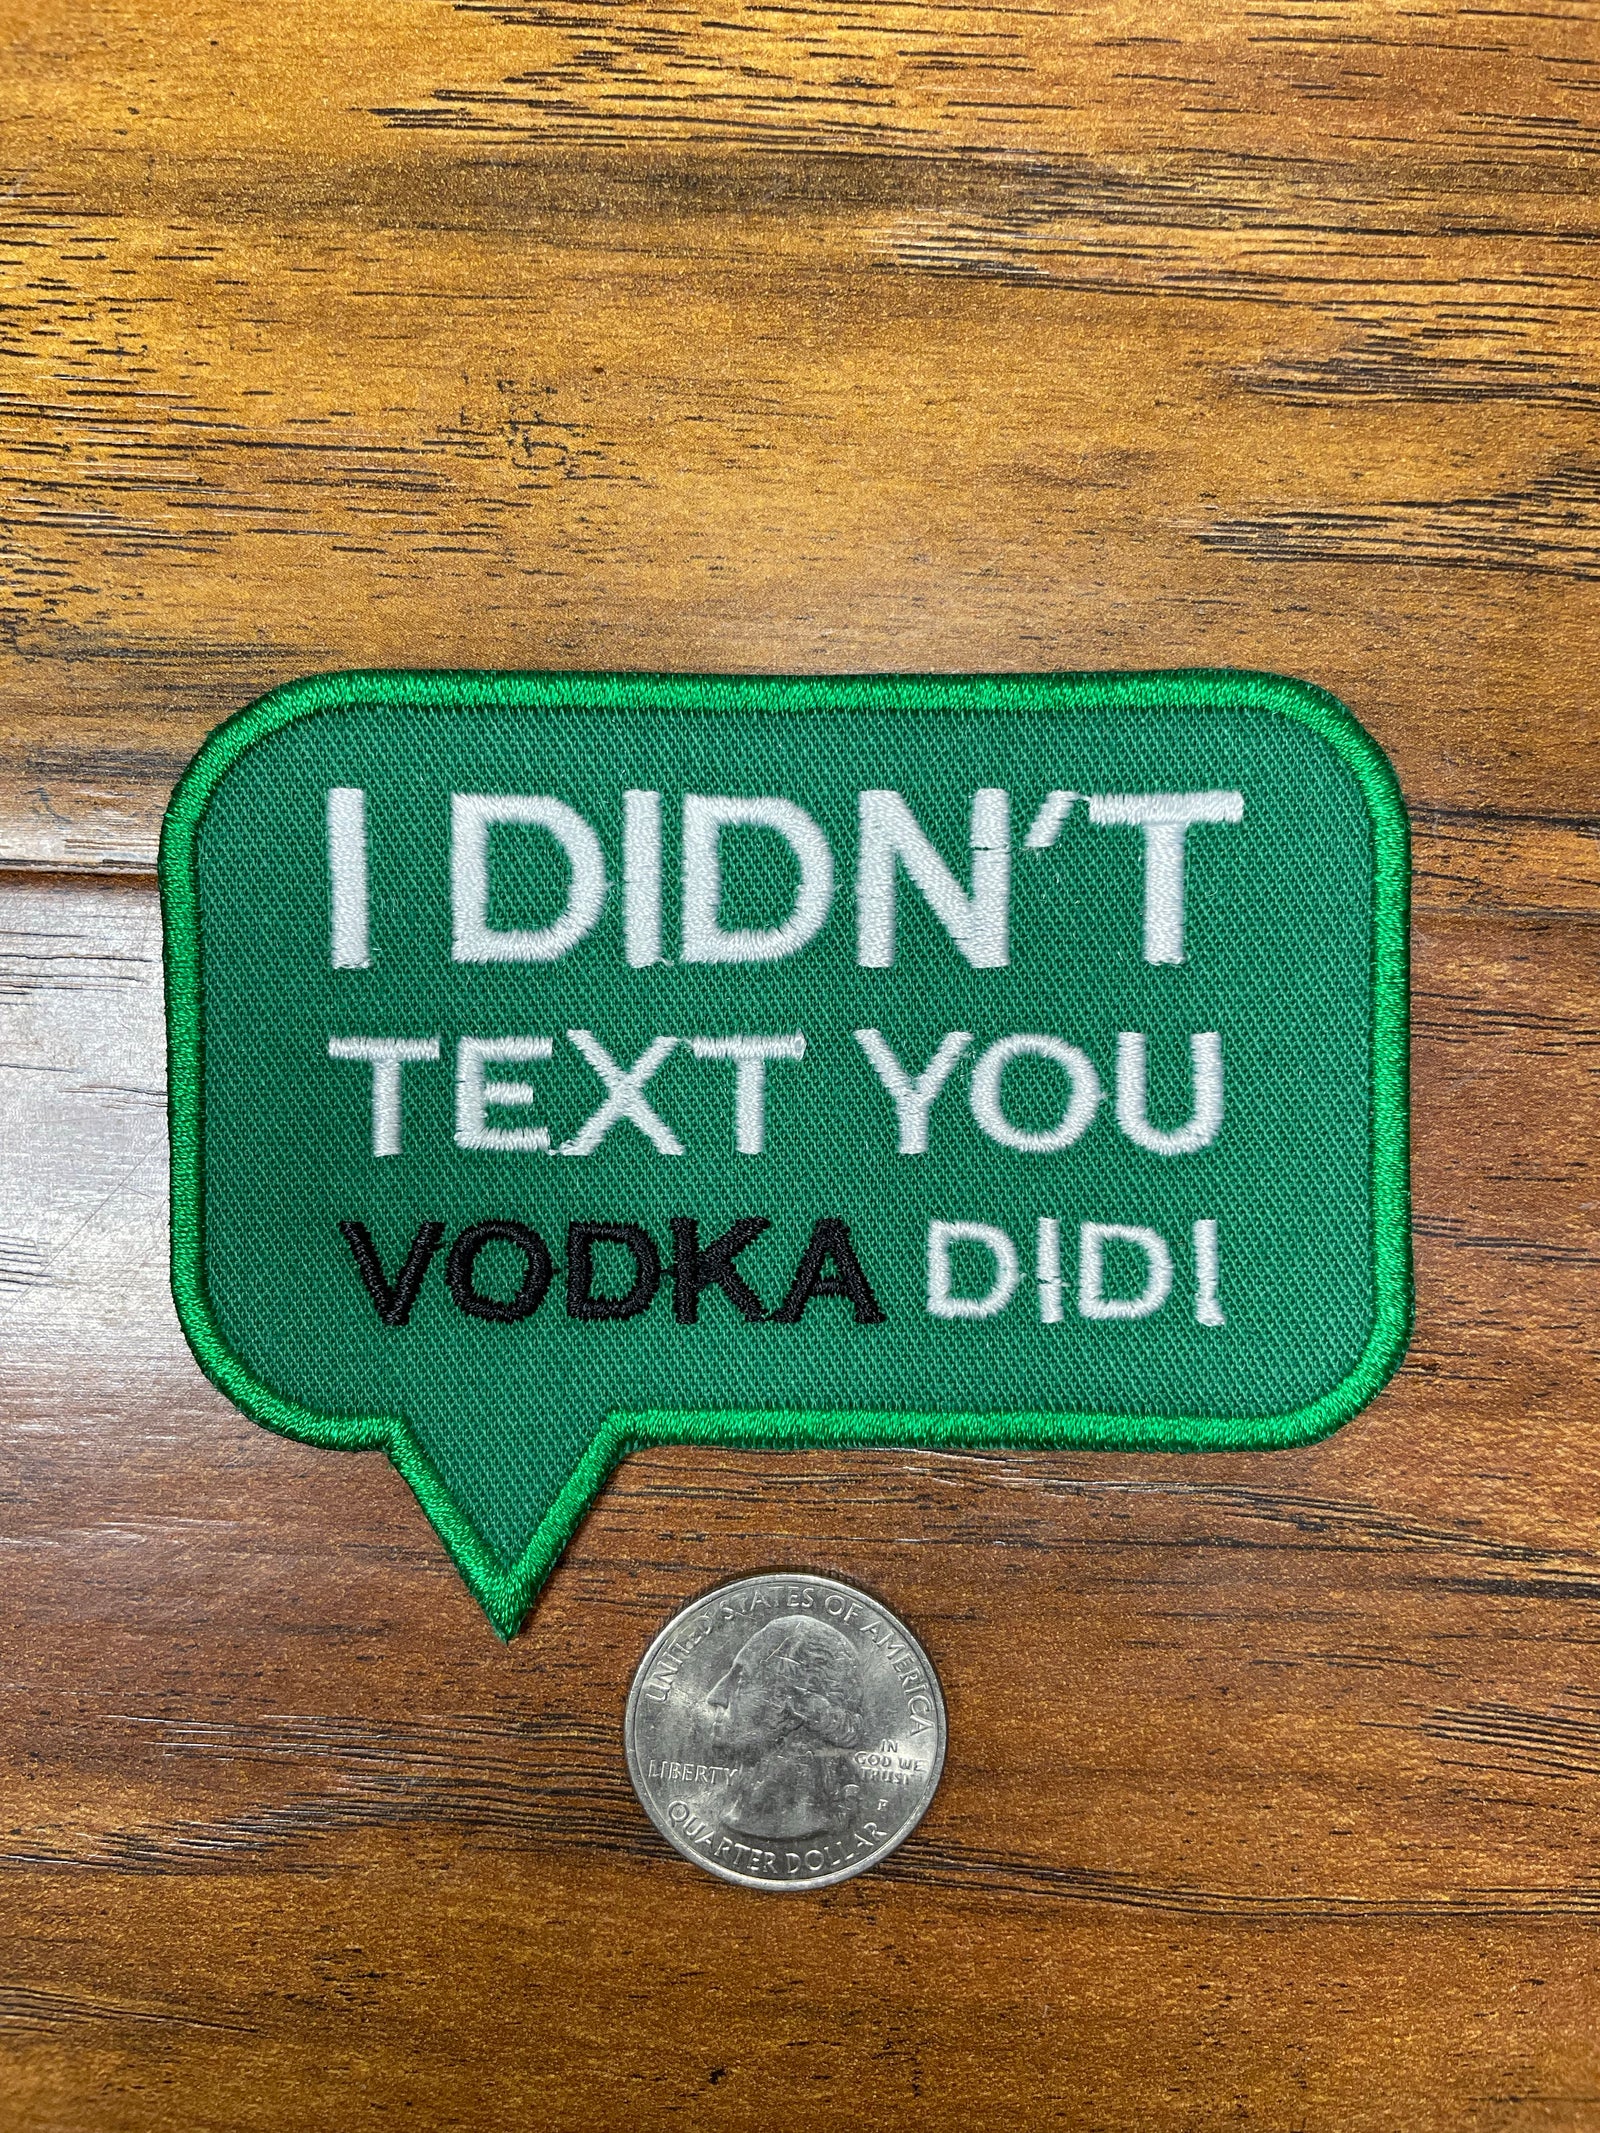 I DIDN'T
TEXT YOU
VODKA DID!
UNITED STATES OF AMERICA
LIBERTY
IN
GOD WE
TRUST
P
QUARTER DOLLAR